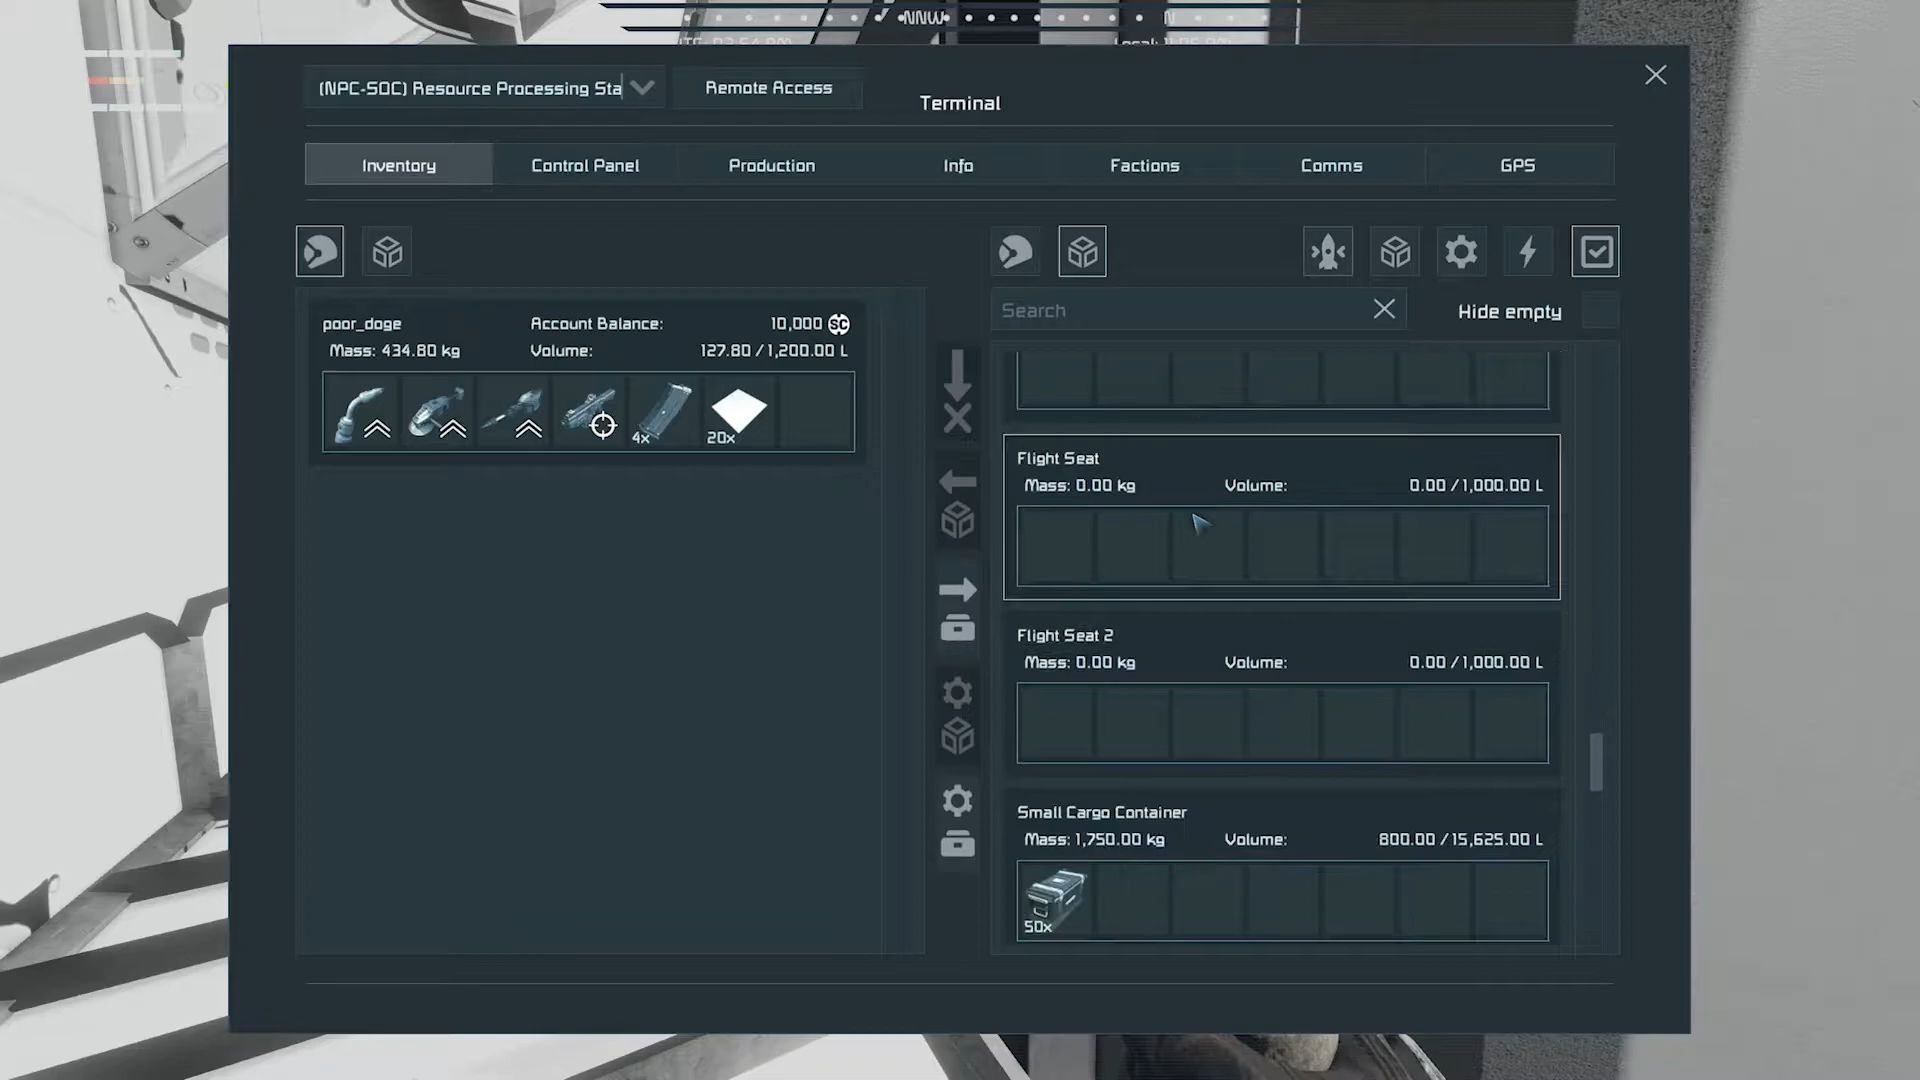 NNW
N
(NPC-SOC) Resource Processing Sta
Remote Access
Terminal
Inventory
Control Panel
Production
Info
Factions
Comms
GPS
poor_doge
Account Balance:
10,000 SC
Mass: 434.80 kg
Volume:
127.80 / 1,200.00 L
4x
20x
Search
Hide empty
Flight Seat
Mass: 0.00 kg
Volume:
0.00 / 1,000.00 L
Flight Seat 2
Mass: 0.00 kg
Volume:
0.00 / 1,000.00 L
Small Cargo Container
Mass: 1,750.00 kg
Volume:
800.00 / 15,625.00 L
50x